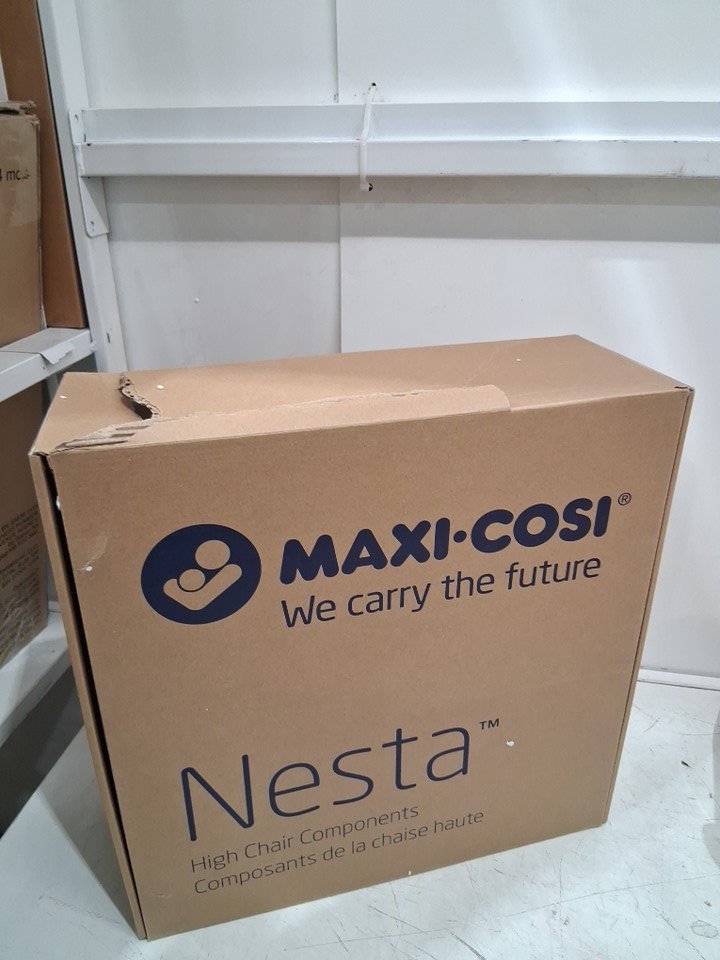 MAXI·COSI®
We carry the future
Nesta™
High Chair Components
Composants de la chaise haute